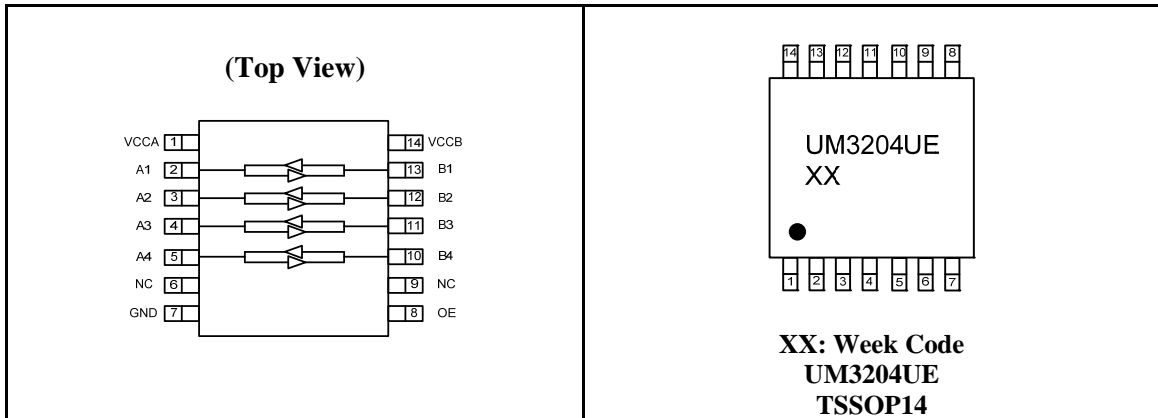 (Top View)
VCCA 1 14 VCCB
A1 2 13 B1
A2 3 12 B2
A3 4 11 B3
A4 5 10 B4
NC 6 9 NC
GND 7 8 OE
14 13 12 11 10 9 8
UM3204UE
XX
1 2 3 4 5 6 7
XX: Week Code
UM3204UE
TSSOP14